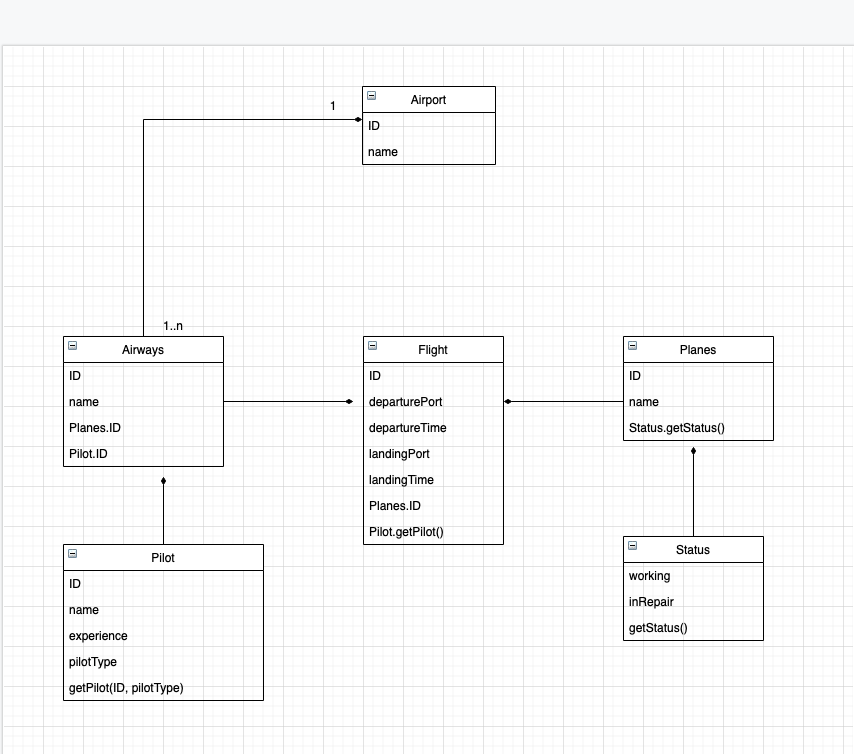 Airport
1
ID
name
1..n
Airways
ID
name
Planes.ID
Pilot.ID
Flight
ID
departurePort
departureTime
landingPort
landingTime
Planes.ID
Pilot.getPilot()
Planes
ID
name
Status.getStatus()
Pilot
ID
name
experience
pilotType
getPilot(ID, pilotType)
Status
working
inRepair
getStatus()